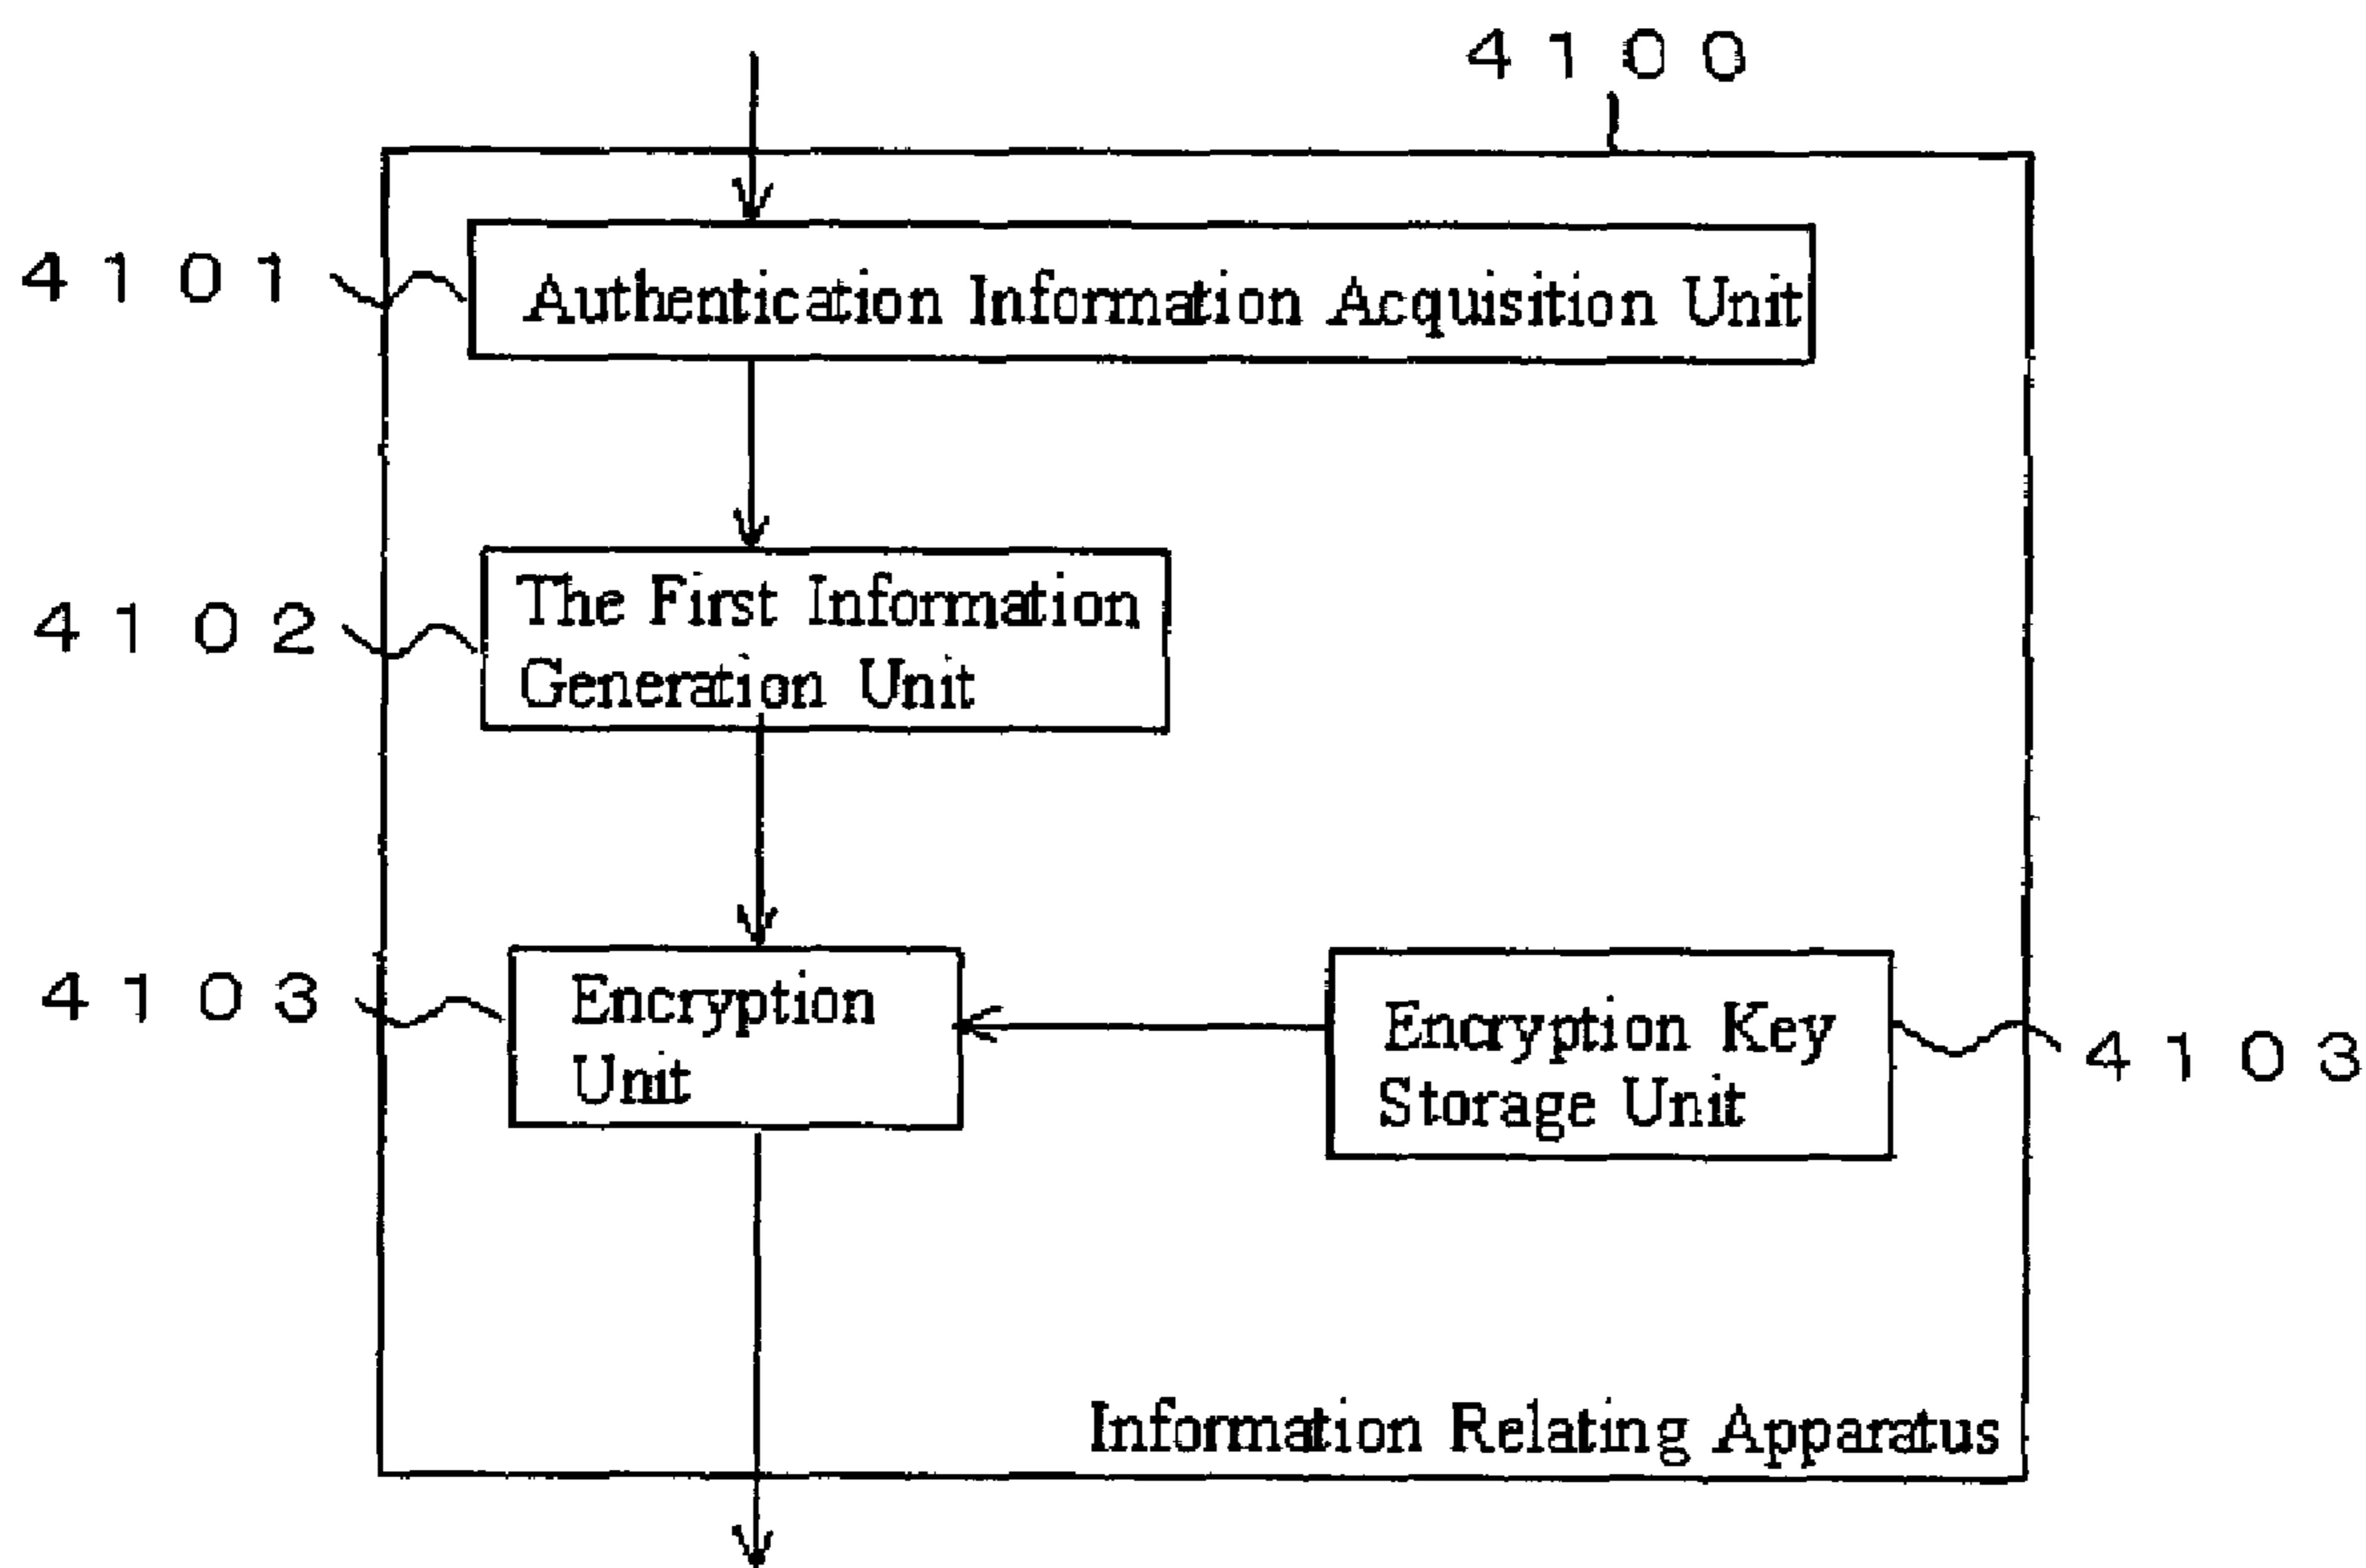 4100
4101
Authentication Information Acquisition Unit
4102
The First Information
Generation Unit
4103
Encryption
Unit
Encryption Key
Storage Unit
4103
Information Relating Apparatus